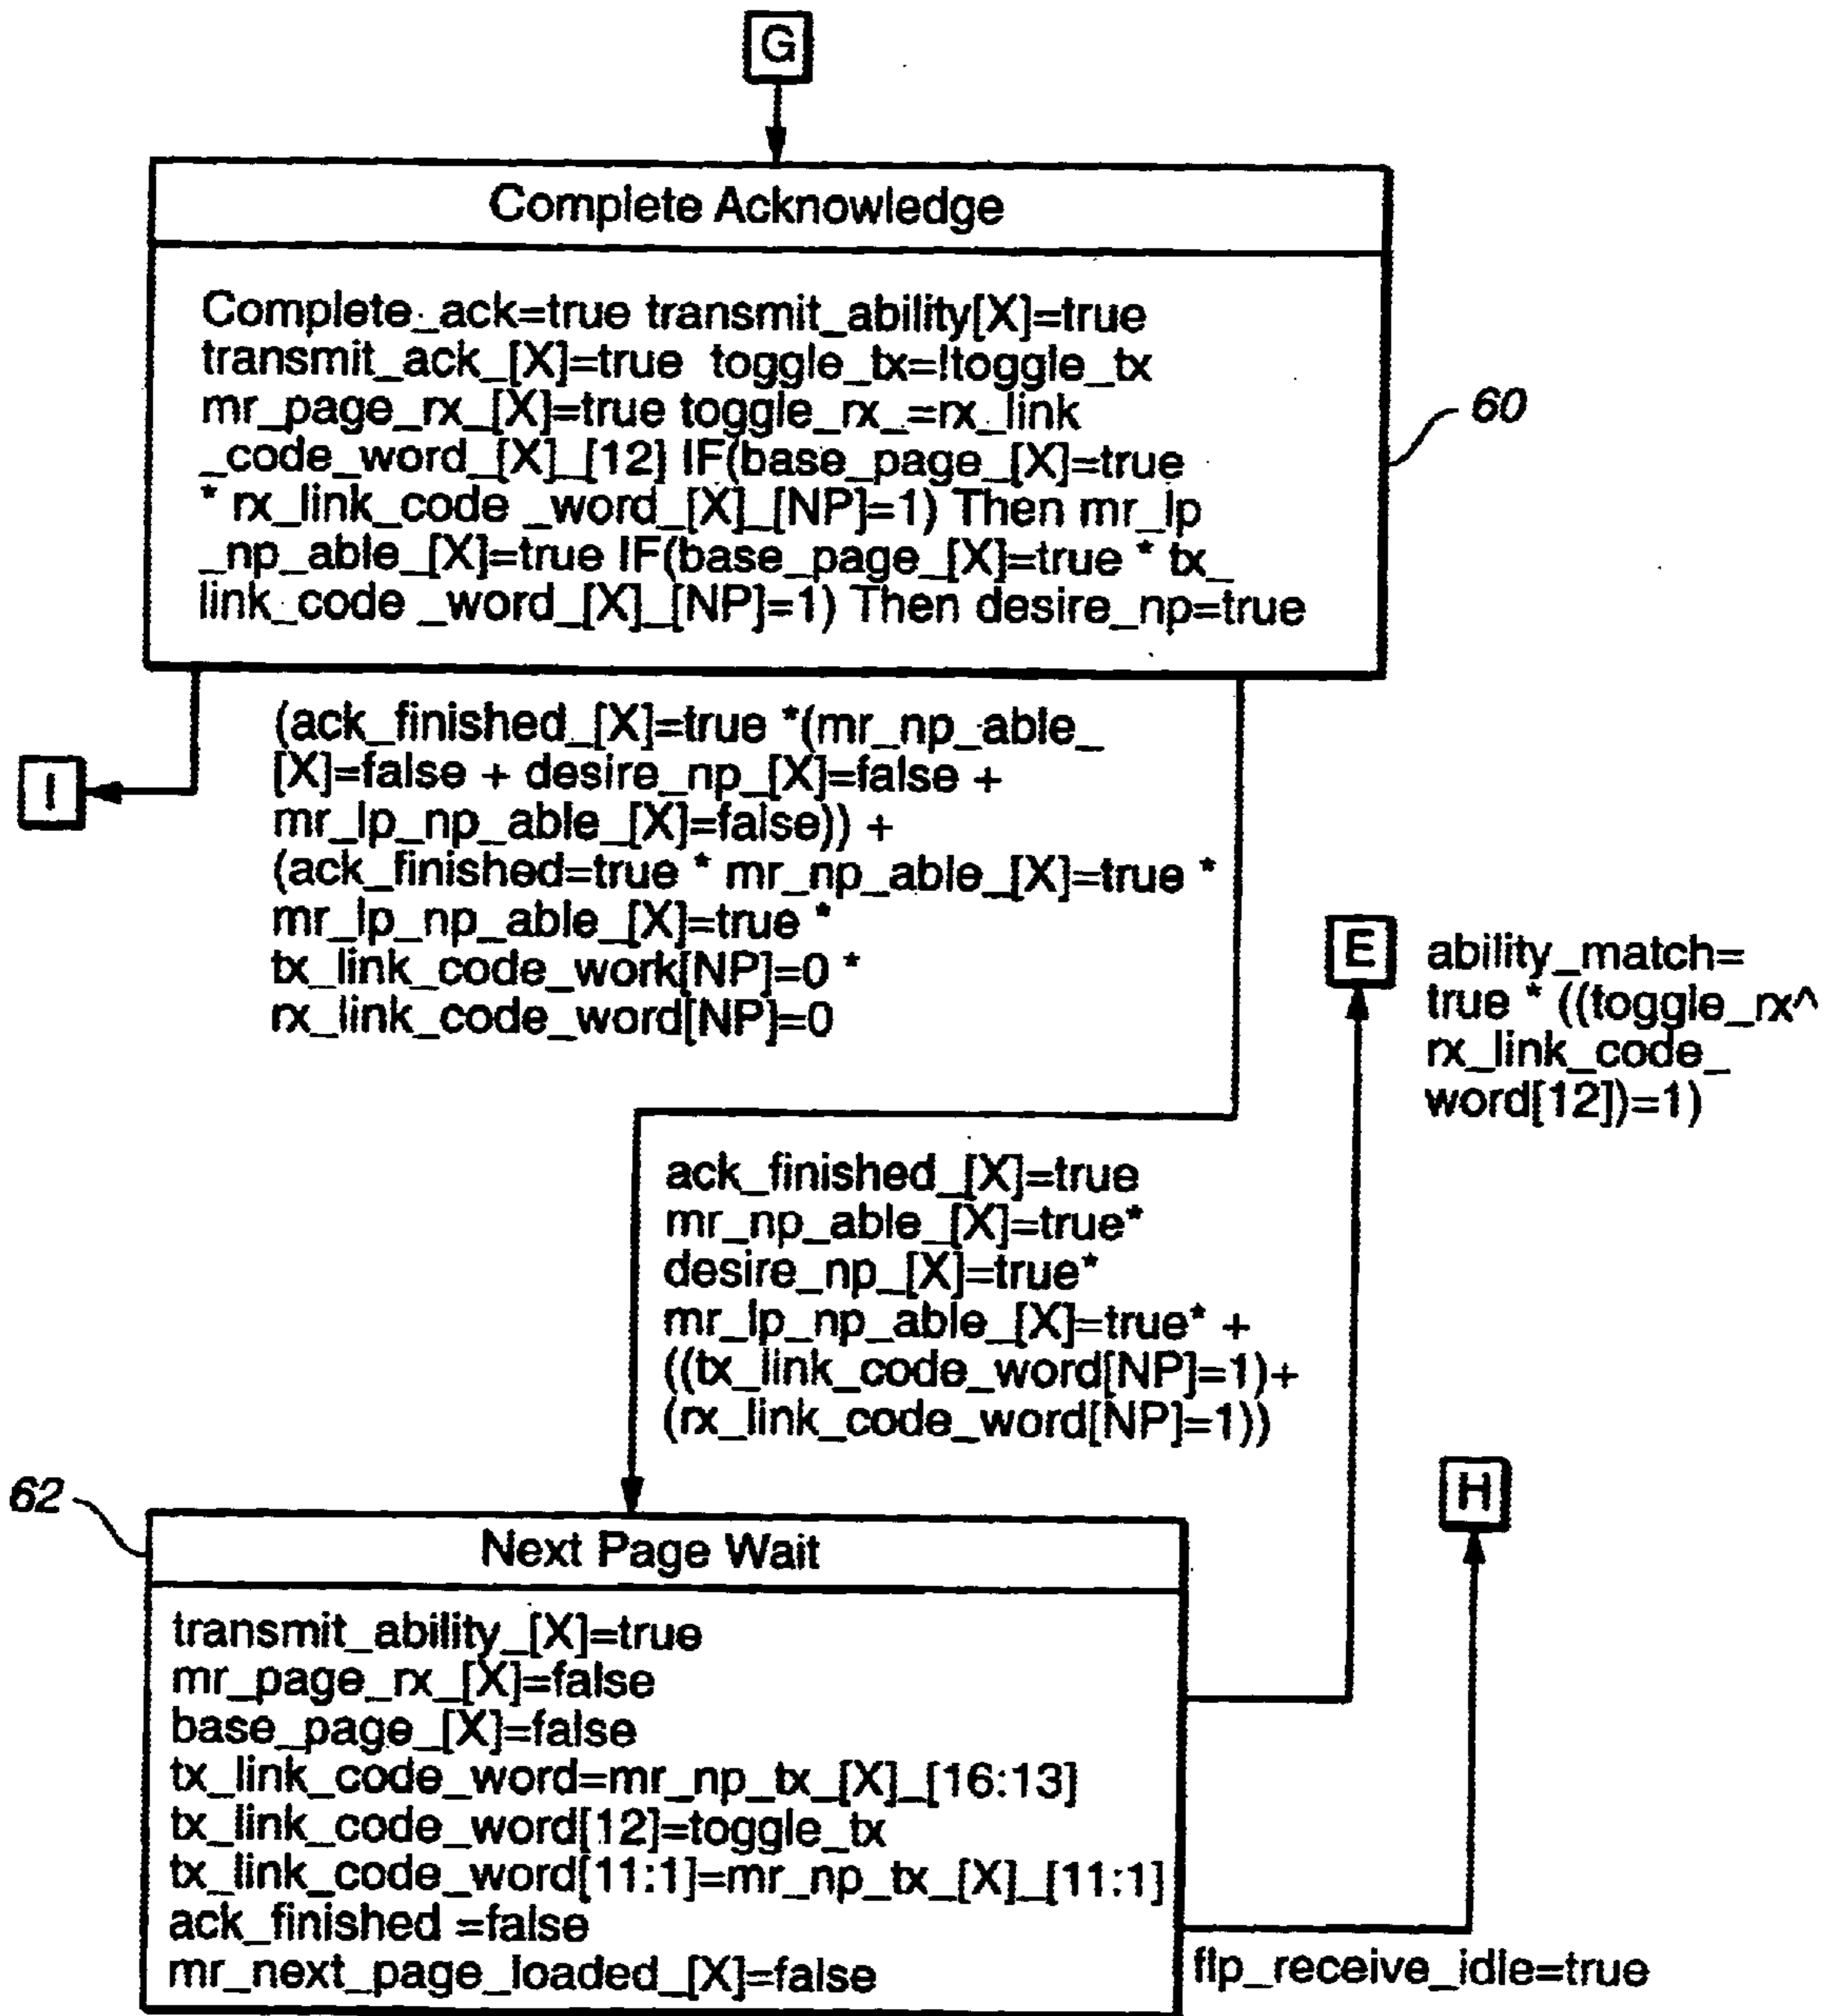 G
Complete Acknowledge
Complete_ack=true transmit_ability[X]=true
transmit_ack_[X]=true toggle_tx=!toggle_tx
mr_page_rx_[X]=true toggle_rx_=rx_link
_code_word_[X]_[12] IF(base_page_[X]=true
* rx_link_code _word_[X]_[NP]=1) Then mr_lp
_np_able_[X]=true IF(base_page_[X]=true * tx_
link_code _word_[X]_[NP]=1) Then desire_np=true
60
I
(ack_finished_[X]=true *(mr_np_able_
[X]=false + desire_np_[X]=false +
mr_lp_np_able_[X]=false)) +
(ack_finished=true * mr_np_able_[X]=true *
mr_lp_np_able_[X]=true *
tx_link_code_work[NP]=0 *
rx_link_code_word[NP]=0
E
ability_match=
true * ((toggle_rx^
rx_link_code_
word[12])=1)
ack_finished_[X]=true
mr_np_able_[X]=true*
desire_np_[X]=true*
mr_lp_np_able_[X]=true* +
((tx_link_code_word[NP]=1)+
(rx_link_code_word[NP]=1))
H
62
Next Page Wait
transmit_ability_[X]=true
mr_page_rx_[X]=false
base_page_[X]=false
tx_link_code_word=mr_np_tx_[X]_[16:13]
tx_link_code_word[12]=toggle_tx
tx_link_code_word[11:1]=mr_np_tx_[X]_[11:1]
ack_finished =false
mr_next_page_loaded_[X]=false
flp_receive_idle=true